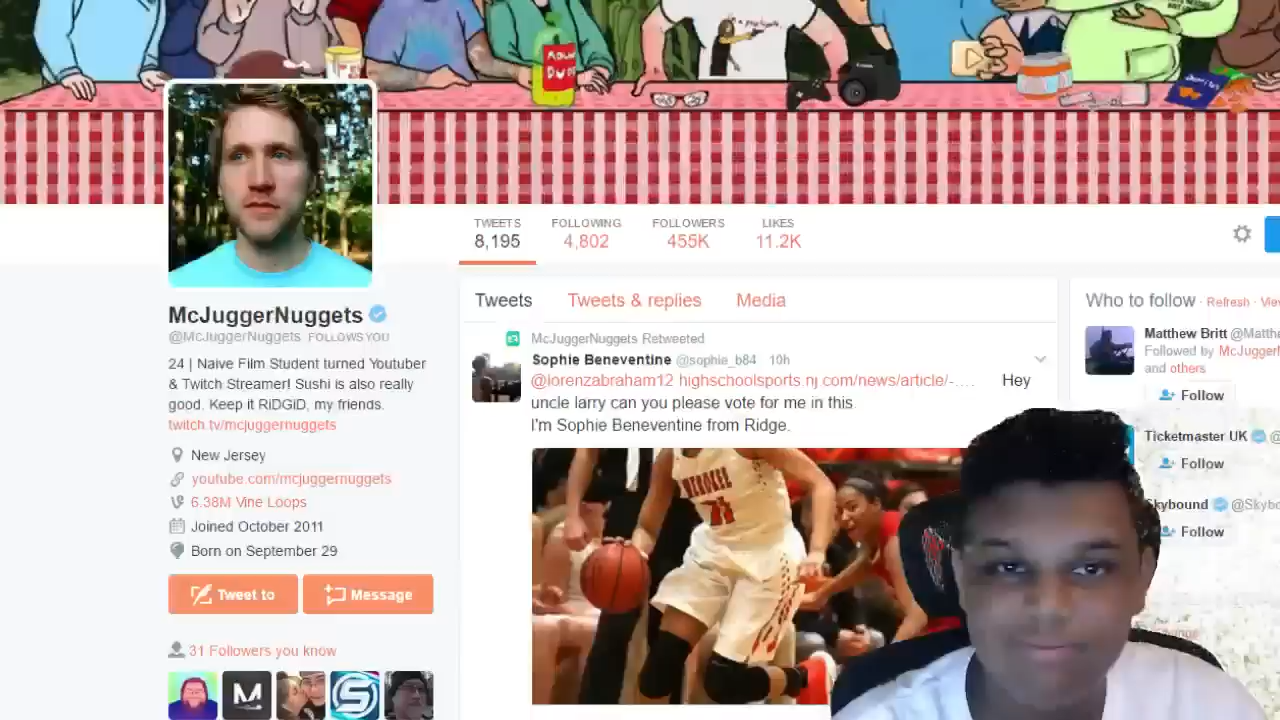 TWEETS
8,195
FOLLOWING
4,802
FOLLOWERS
455K
LIKES
11.2K
McJuggerNuggets
@McJuggerNuggets FOLLOWS YOU
24 | Naive Film Student turned Youtuber
& Twitch Streamer! Sushi is also really
good. Keep it RiDGiD, my friends.
twitch.tv/mcjuggernuggets
New Jersey
youtube.com/mcjuggernuggets
6.38M Vine Loops
Joined October 2011
Born on September 29
Tweet to
Message
31 Followers you know
Tweets
Tweets & replies
Media
McJuggerNuggets Retweeted
Sophie Beneventine @sophie_b84 10h
@lorenzabraham12 highschoolsports.nj.com/news/article/-… Hey
uncle larry can you please vote for me in this.
I'm Sophie Beneventine from Ridge.
21
Who to follow · Refresh ·
Matthew Britt
Followed by
and others
Follow
Ticketmaster UK
Follow
Skybound
Follow